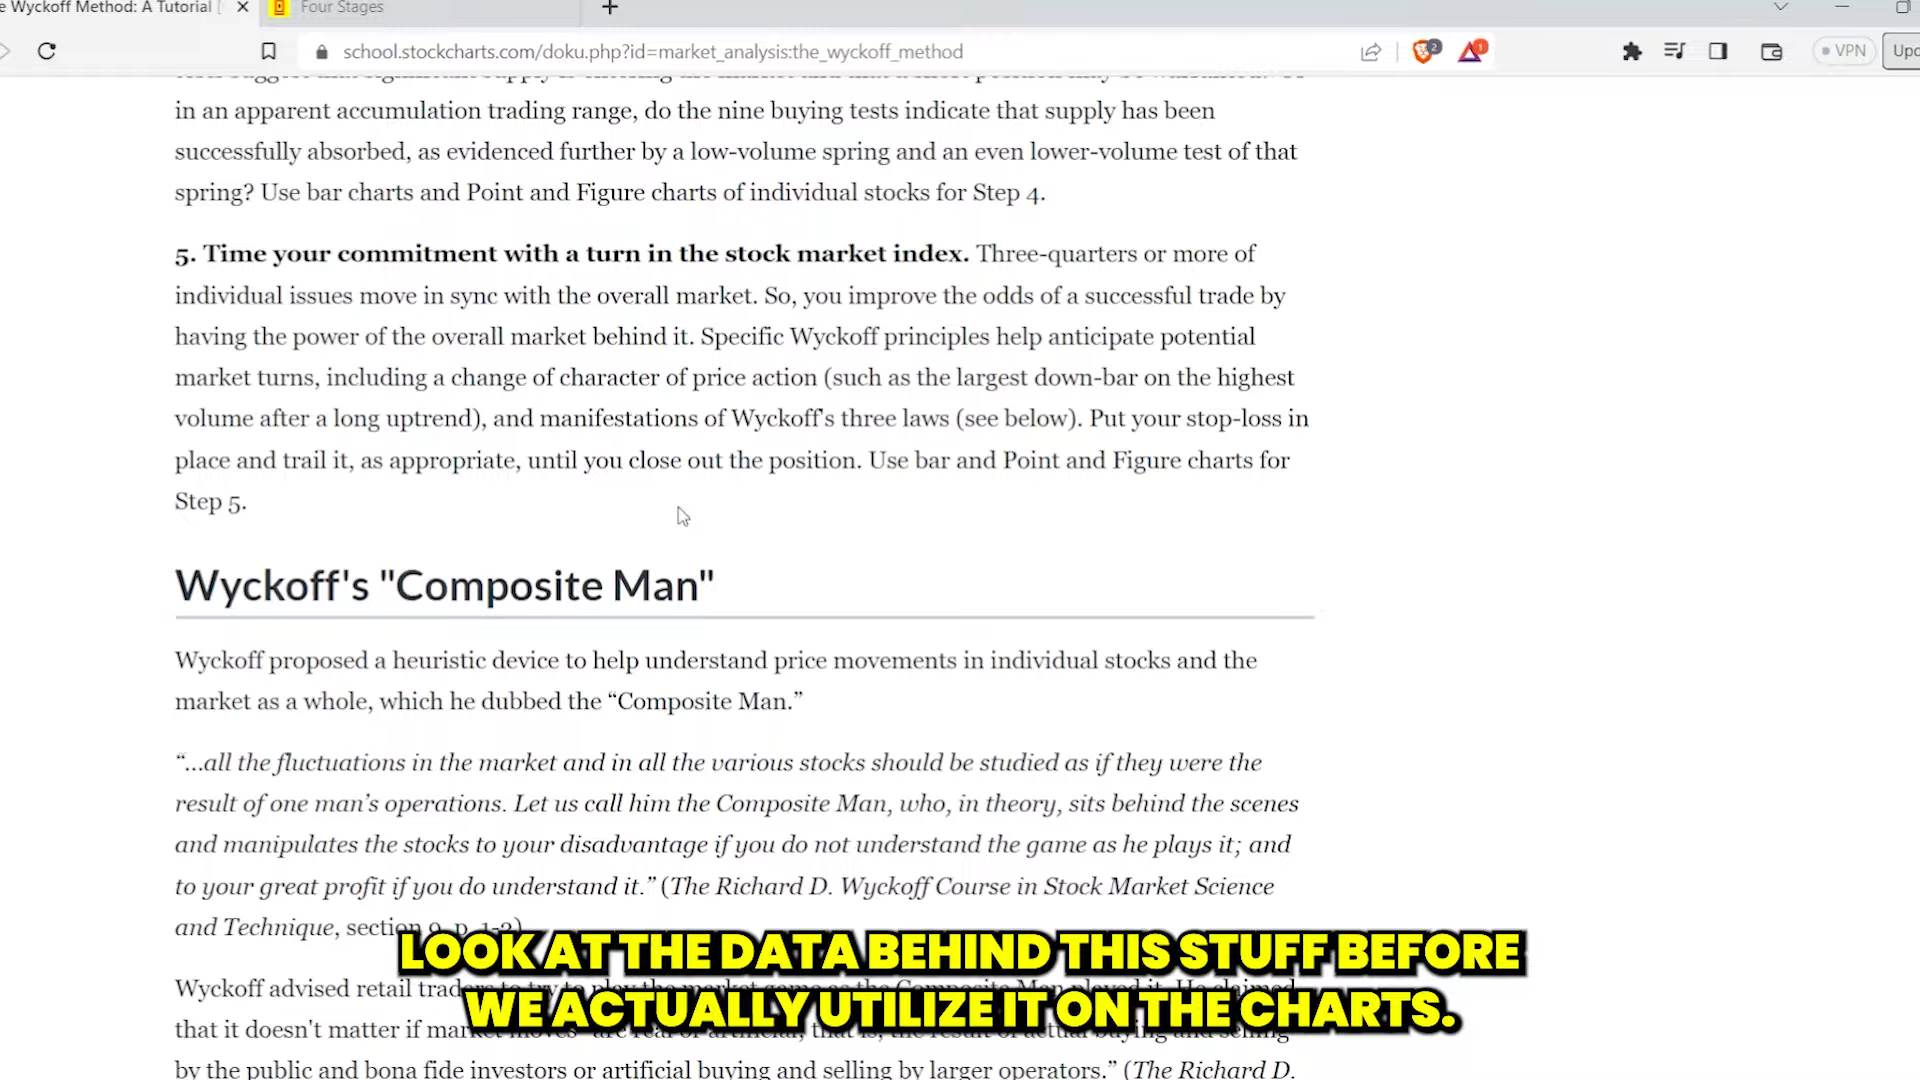 e Wyckoff Method: A Tutorial
Four Stages
school.stockcharts.com/doku.php?id=market_analysis:the_wyckoff_method
2
1
VPN
Upd
in an apparent accumulation trading range, do the nine buying tests indicate that supply has been
successfully absorbed, as evidenced further by a low-volume spring and an even lower-volume test of that
spring? Use bar charts and Point and Figure charts of individual stocks for Step 4.
5. Time your commitment with a turn in the stock market index. Three-quarters or more of
individual issues move in sync with the overall market. So, you improve the odds of a successful trade by
having the power of the overall market behind it. Specific Wyckoff principles help anticipate potential
market turns, including a change of character of price action (such as the largest down-bar on the highest
volume after a long uptrend), and manifestations of Wyckoff's three laws (see below). Put your stop-loss in
place and trail it, as appropriate, until you close out the position. Use bar and Point and Figure charts for
Step 5.
Wyckoff's "Composite Man"
Wyckoff proposed a heuristic device to help understand price movements in individual stocks and the
market as a whole, which he dubbed the “Composite Man.”
“…all the fluctuations in the market and in all the various stocks should be studied as if they were the
result of one man’s operations. Let us call him the Composite Man, who, in theory, sits behind the scenes
and manipulates the stocks to your disadvantage if you do not understand the game as he plays it; and
to your great profit if you do understand it.” (The Richard D. Wyckoff Course in Stock Market Science
and Technique, section 9, p. 1-2)
LOOK AT THE DATA BEHIND THIS STUFF BEFORE
Wyckoff advised retail
WE ACTUALLY UTILIZE IT ON THE CHARTS.
that it doesn't matter if
by the public and bona fide investors or artificial buying and selling by larger operators.” (The Richard D.